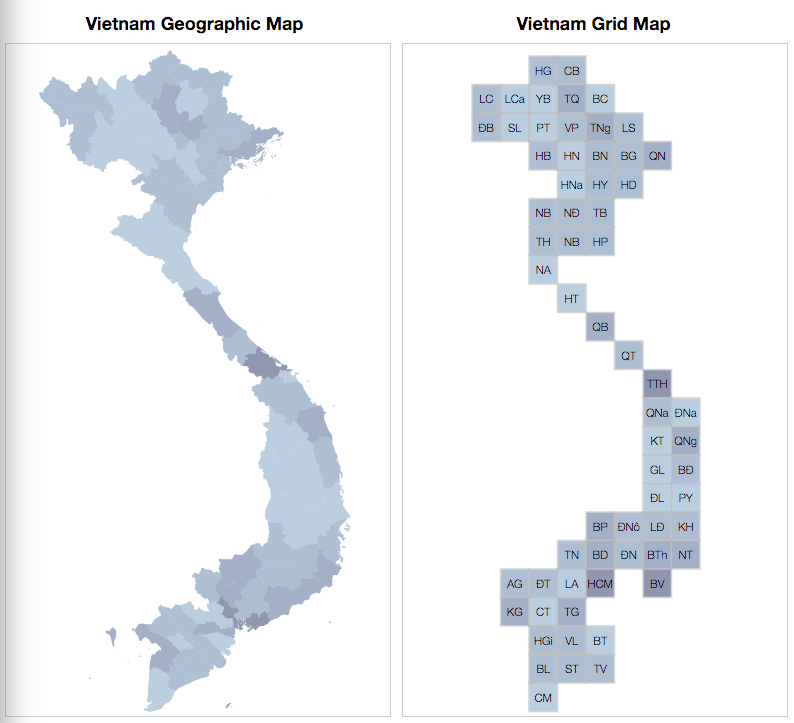 Vietnam Geographic Map
Vietnam Grid Map
HG CB
LC LCa YB TQ BC
ĐB SL PT VP TNg LS
HB HN BN BG QN
HNa HY HD
NB NĐ TB
TH NB HP
NA
HT
QB
QT
TTH
QNa ĐNa
KT QNg
GL BĐ
ĐL PY
BP ĐNô LĐ KH
TN BD ĐN BTh NT
AG ĐT LA HCM BV
KG CT TG
HGi VL BT
BL ST TV
CM